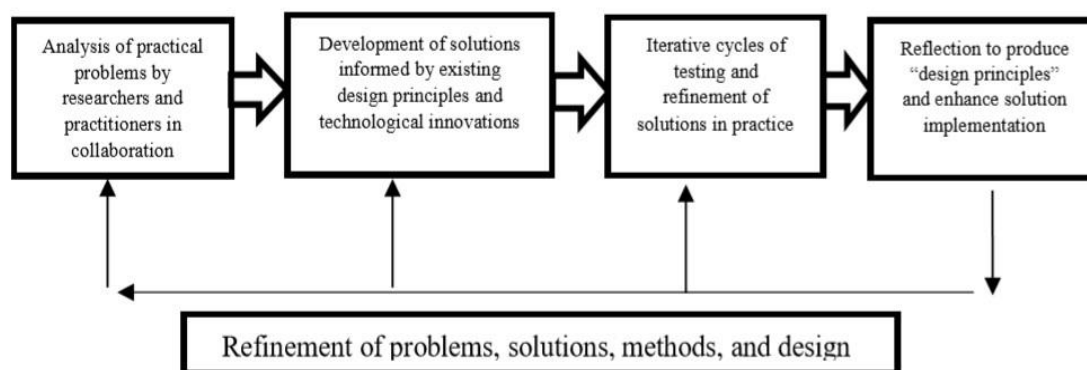 Analysis of practical
problems by
researchers and
practitioners in
collaboration
Development of solutions
informed by existing
design principles and
technological innovations
Iterative cycles of
testing and
refinement of
solutions in practice
Reflection to produce
“design principles”
and enhance solution
implementation
Refinement of problems, solutions, methods, and design